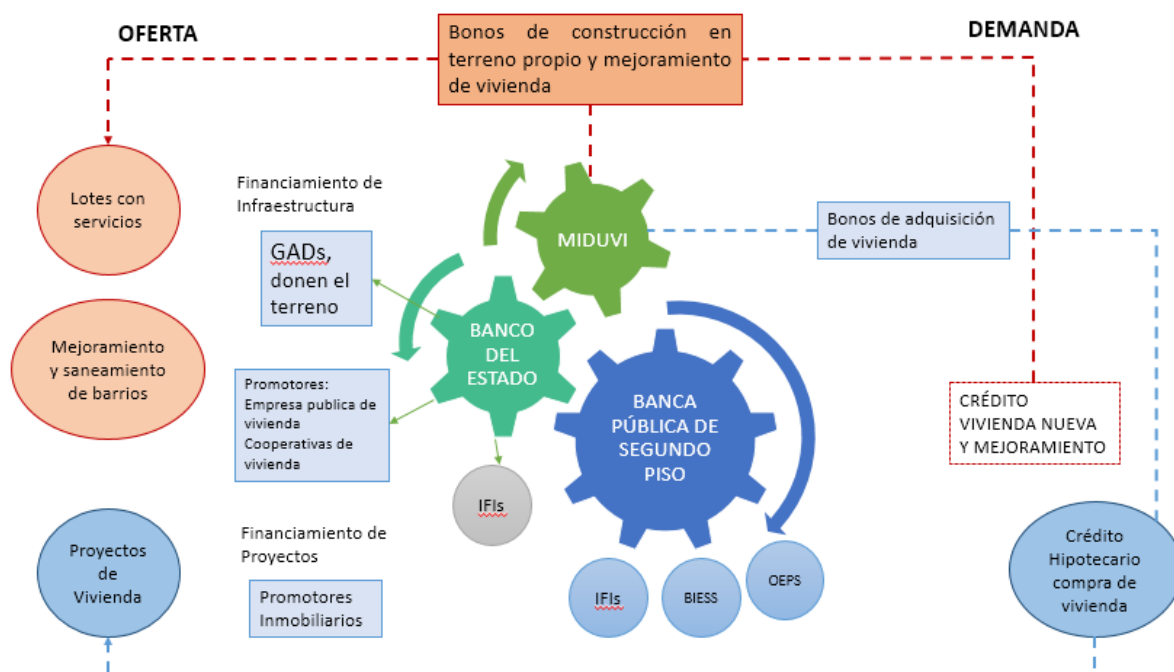 OFERTA
Bonos de construcción en
terreno propio y mejoramiento
de vivienda
DEMANDA
Lotes con
servicios
Financiamiento de
Infraestructura
GADs,
donen el
terreno
MIDUVI
Bonos de adquisición
de vivienda
Mejoramiento
y saneamiento
de barrios
BANCO
DEL
ESTADO
Promotores:
Empresa publica de
vivienda
Cooperativas de
vivienda
BANCA
PÚBLICA DE
SEGUNDO
PISO
CRÉDITO
VIVIENDA NUEVA
Y MEJORAMIENTO
IFIs
Proyectos
de
Vivienda
Financiamiento de
Proyectos
Promotores
Inmobiliarios
IFIs
BIESS
OEPS
Crédito
Hipotecario
compra de
vivienda